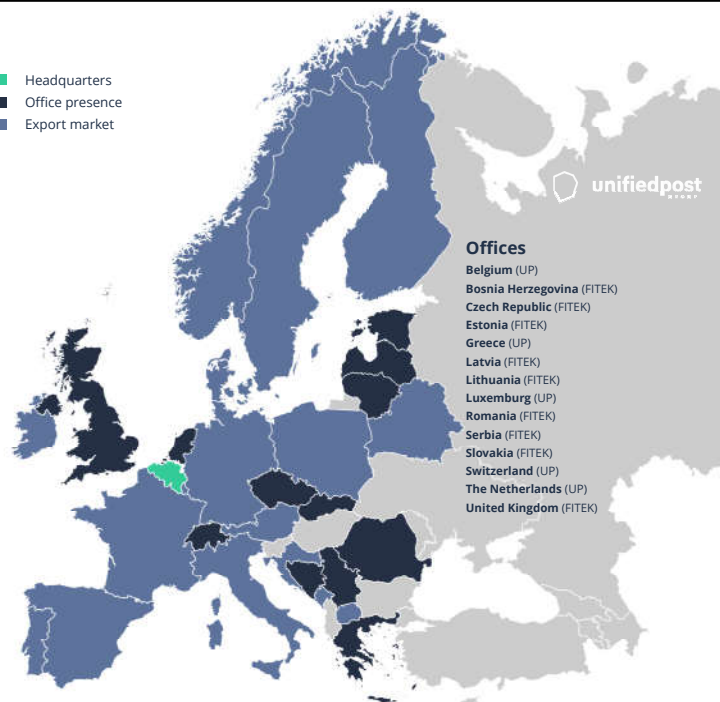 Headquarters
Office presence
Export market
unifiedpost
GROUP
Offices
Belgium (UP)
Bosnia Herzegovina (FITEK)
Czech Republic (FITEK)
Estonia (FITEK)
Greece (UP)
Latvia (FITEK)
Lithuania (FITEK)
Luxemburg (UP)
Romania (FITEK)
Serbia (FITEK)
Slovakia (FITEK)
Switzerland (UP)
The Netherlands (UP)
United Kingdom (FITEK)